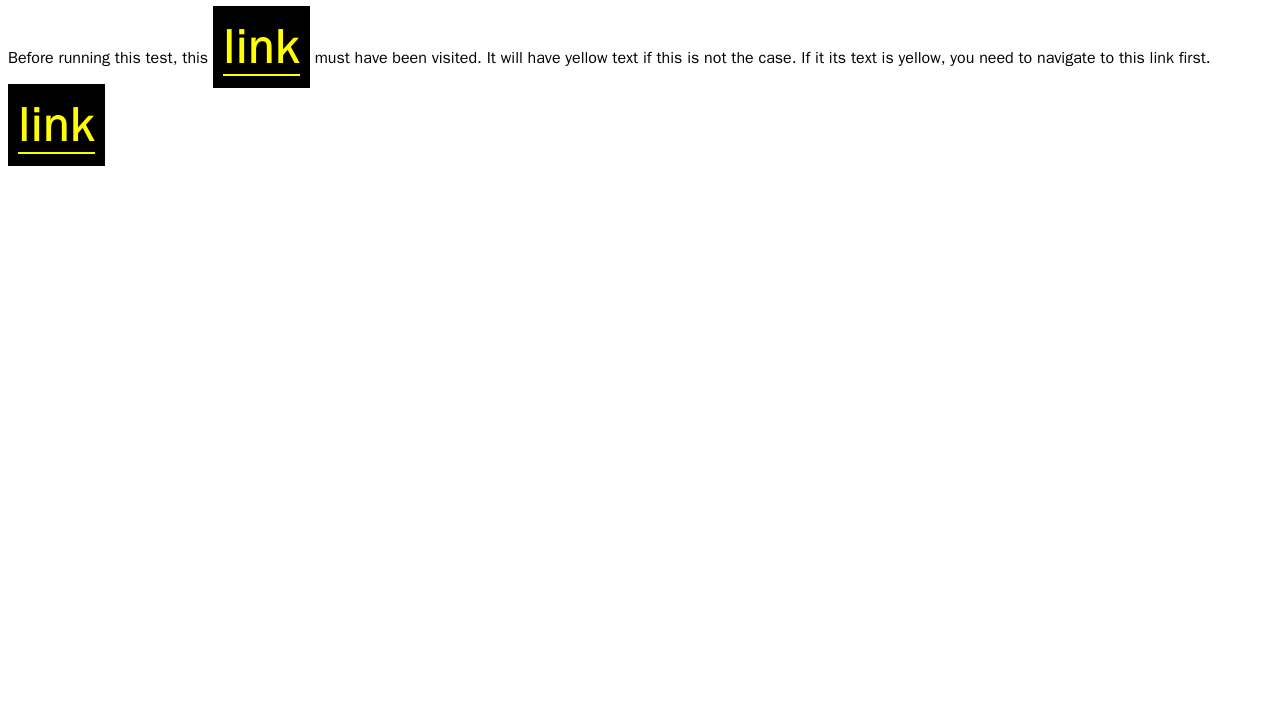 Before running this test, this link must have been visited. It will have yellow text if this is not the case. If it its text is yellow, you need to navigate to this link first.
link